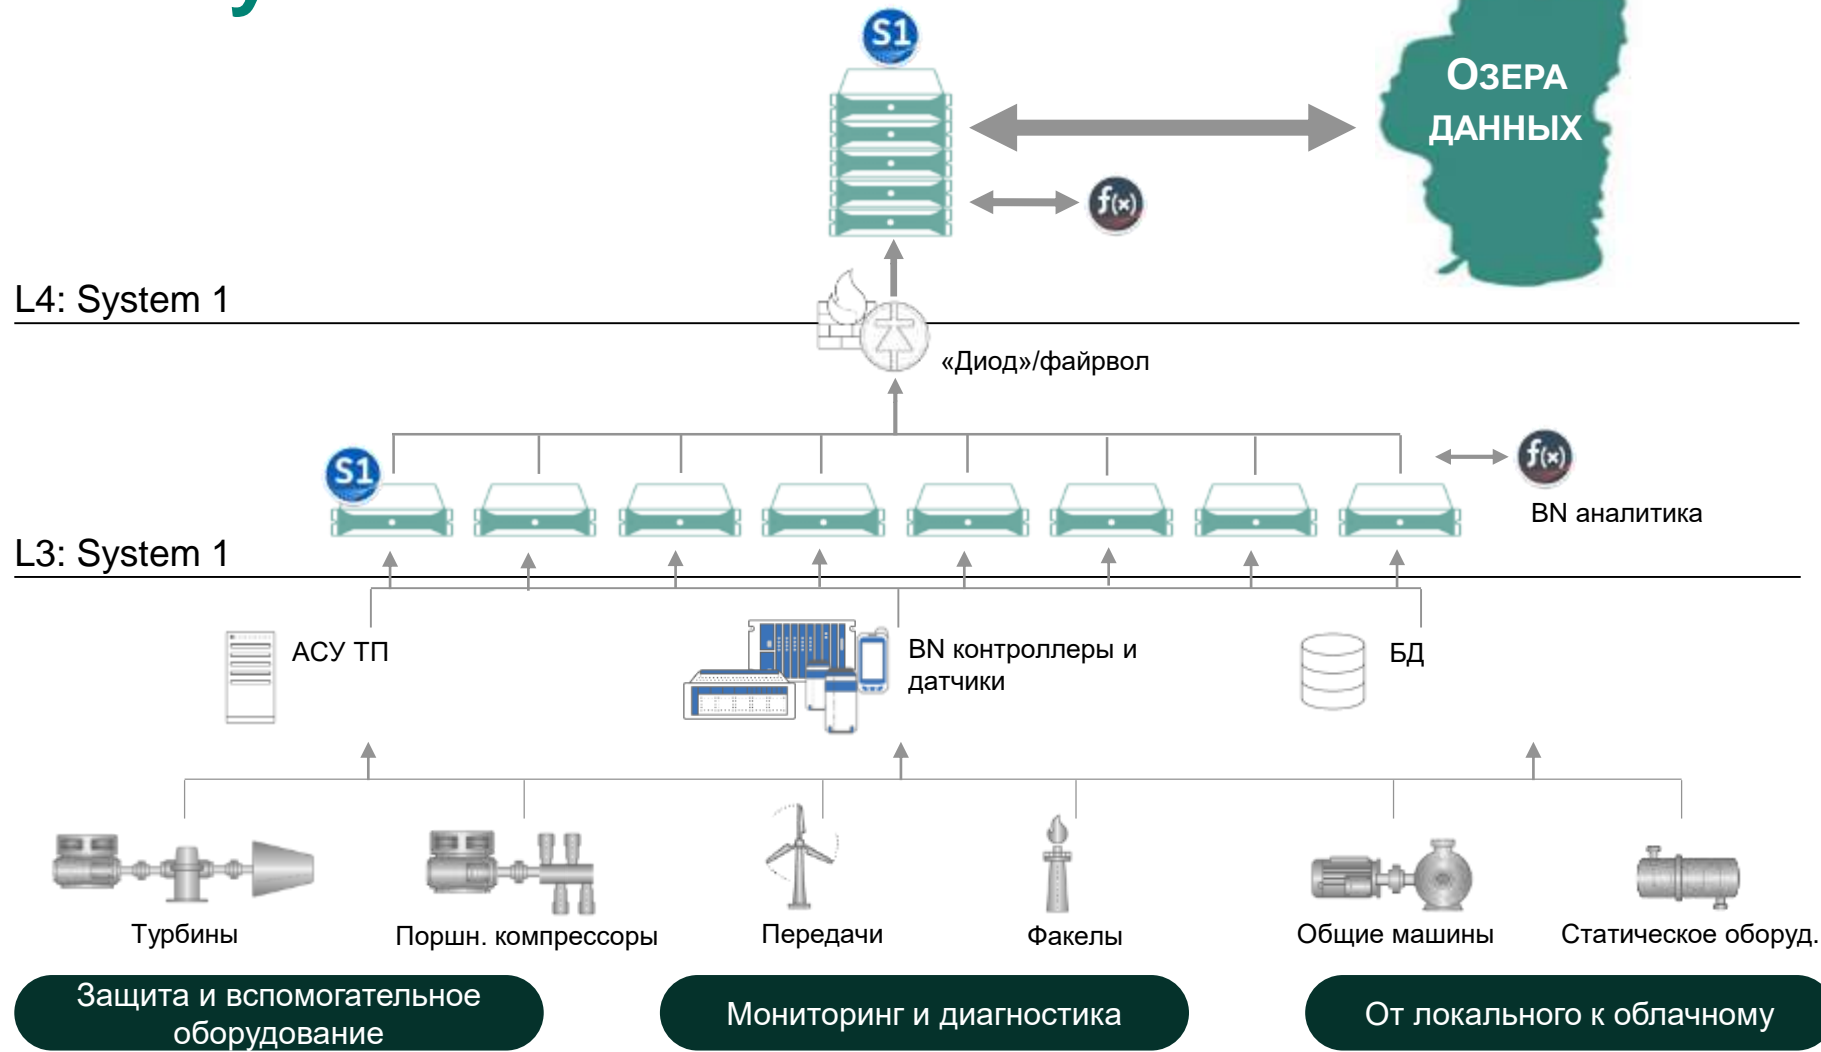 S1
ОЗЕРА
ДАННЫХ
f(x)
L4: System 1
«Диод»/файрвол
S1
f(x)
BN аналитика
L3: System 1
АСУ ТП
BN контроллеры и
датчики
БД
Турбины
Поршн. компрессоры
Передачи
Факелы
Общие машины
Статическое оборуд.
Защита и вспомогательное
оборудование
Мониторинг и диагностика
От локального к облачному